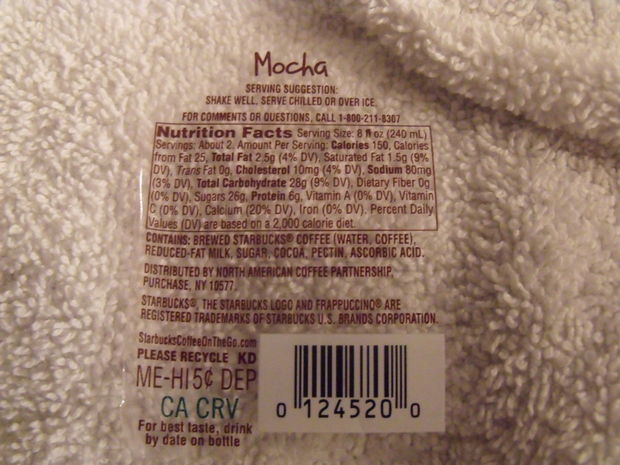 Mocha
SERVING SUGGESTION:
SHAKE WELL. SERVE CHILLED OR OVER ICE.
FOR COMMENTS OR QUESTIONS, CALL 1-800-211-8307
Nutrition Facts Serving Size: 8 fl oz (240 mL)
Servings: About 2. Amount Per Serving: Calories 150, Calories
from Fat 25, Total Fat 2.5g (4% DV), Saturated Fat 1.5g (9%
DV), Trans Fat 0g, Cholesterol 10mg (4% DV), Sodium 80mg
(3% DV), Total Carbohydrate 28g (9% DV), Dietary Fiber 0g
(0% DV), Sugars 26g, Protein 6g, Vitamin A (0% DV), Vitamin
C (0% DV), Calcium (20% DV), Iron (0% DV). Percent Daily
Values (DV) are based on a 2,000 calorie diet.
CONTAINS: BREWED STARBUCKS® COFFEE (WATER, COFFEE),
REDUCED-FAT MILK, SUGAR, COCOA, PECTIN, ASCORBIC ACID.
DISTRIBUTED BY NORTH AMERICAN COFFEE PARTNERSHIP,
PURCHASE, NY 10577.
STARBUCKS®, THE STARBUCKS LOGO AND FRAPPUCCINO® ARE
REGISTERED TRADEMARKS OF STARBUCKS U.S. BRANDS CORPORATION.
StarbucksCoffeeOnTheGo.com
PLEASE RECYCLE KD
ME-HI 5¢ DEP
CA CRV
For best taste, drink
by date on bottle
0 124520 0